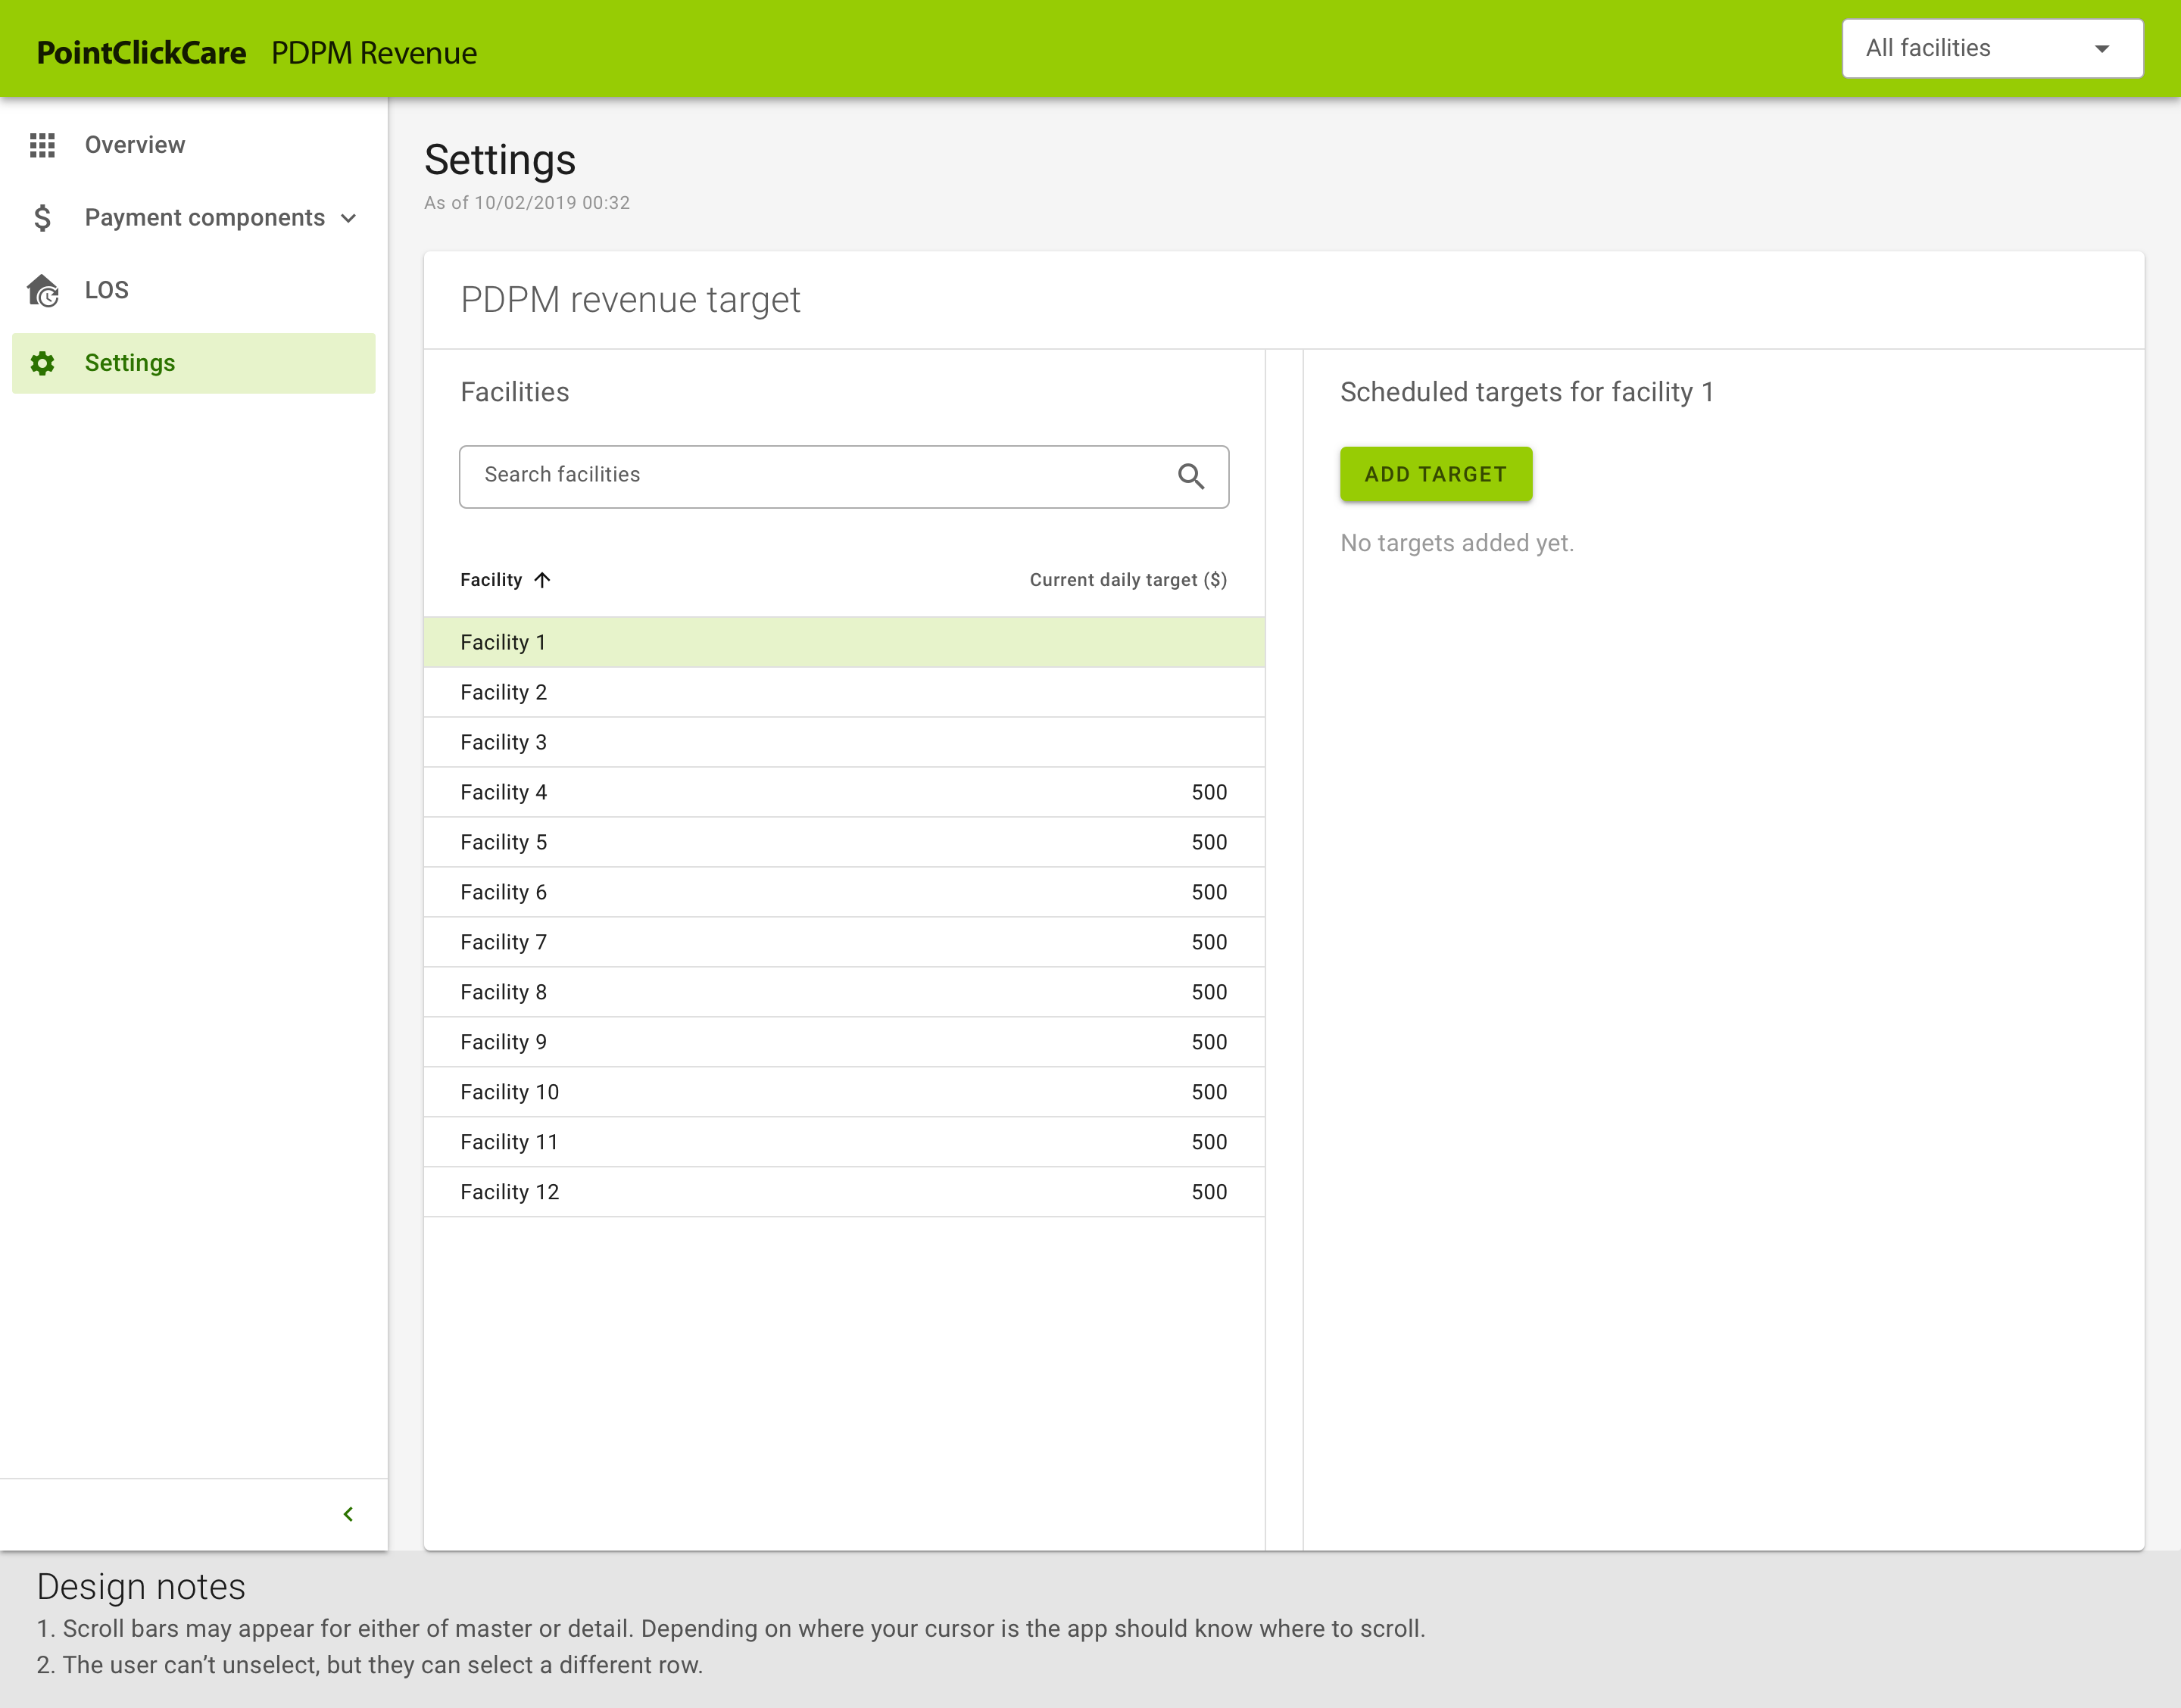 PointClickCare PDPM Revenue
All facilities
Overview
Payment components
LOS
Settings
Settings
As of 10/02/2019 00:32
PDPM revenue target
Facilities
Search facilities
Facility Current daily target ($)
Facility 1
Facility 2
Facility 3
Facility 4 500
Facility 5 500
Facility 6 500
Facility 7 500
Facility 8 500
Facility 9 500
Facility 10 500
Facility 11 500
Facility 12 500
Scheduled targets for facility 1
ADD TARGET
No targets added yet.
Design notes
1. Scroll bars may appear for either of master or detail. Depending on where your cursor is the app should know where to scroll.
2. The user can’t unselect, but they can select a different row.